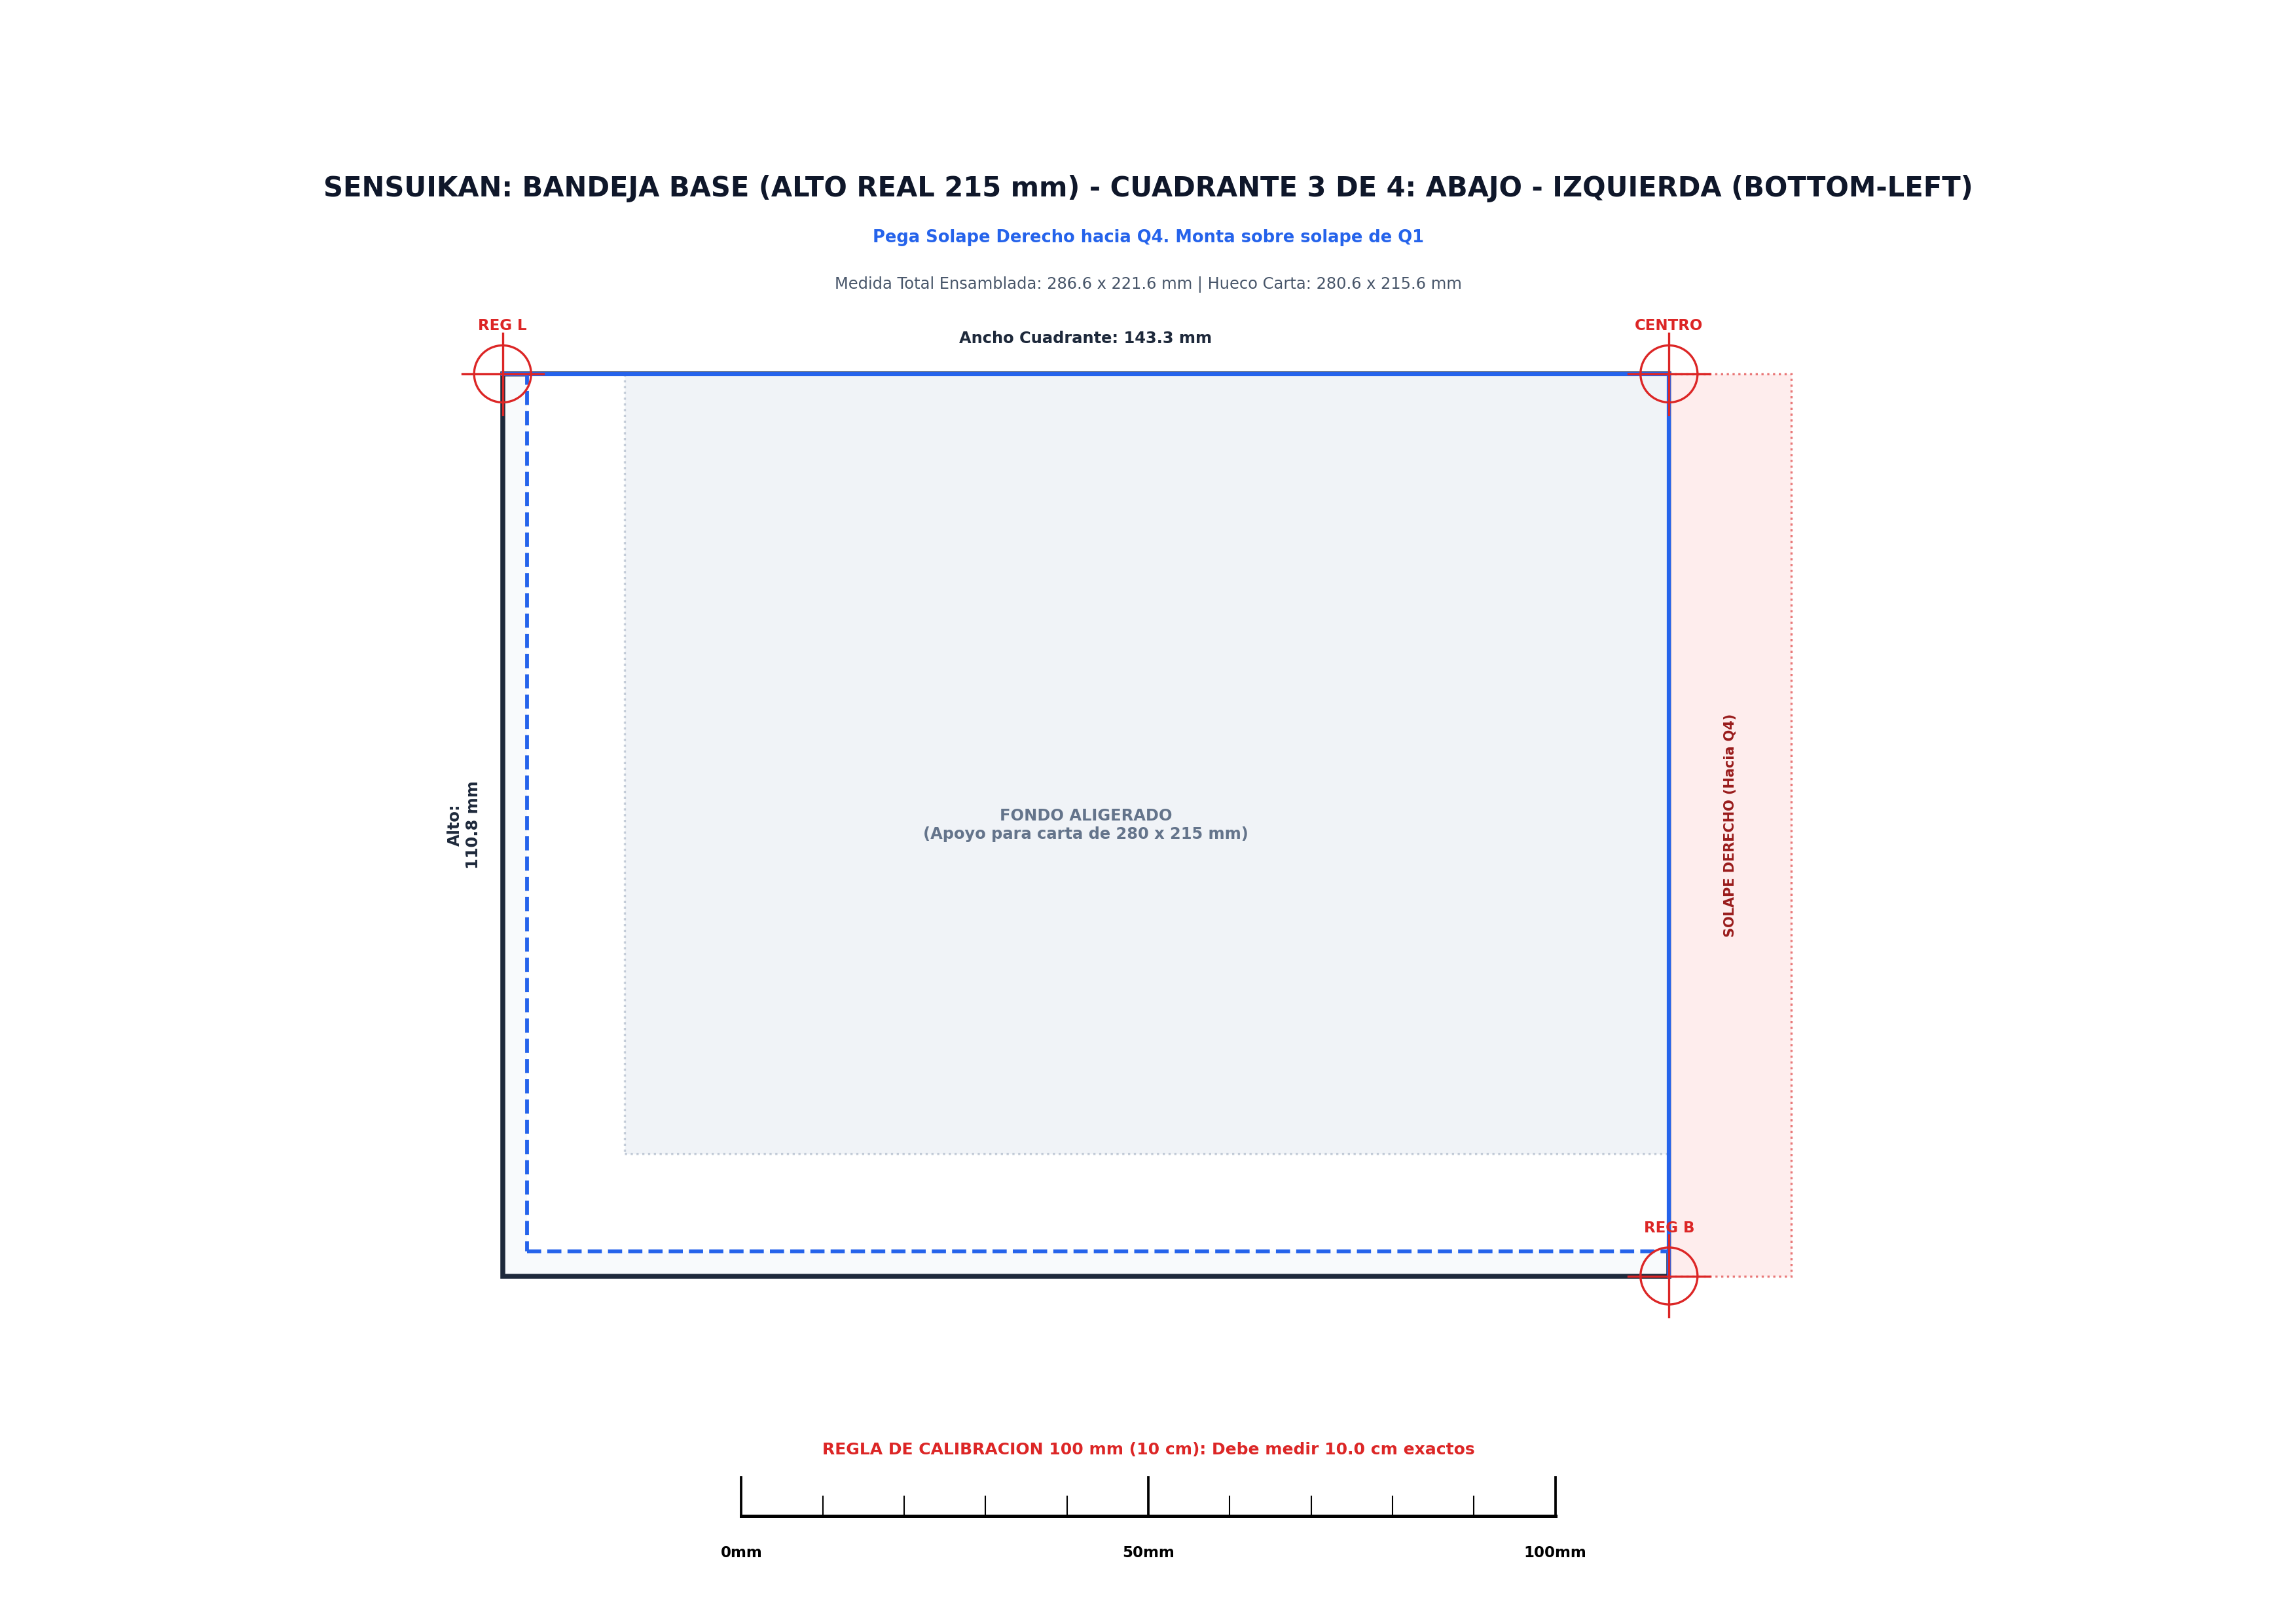 SENSUIKAN: BANDEJA BASE (ALTO REAL 215 mm) - CUADRANTE 3 DE 4: ABAJO - IZQUIERDA (BOTTOM-LEFT)
Pega Solape Derecho hacia Q4. Monta sobre solape de Q1
Medida Total Ensamblada: 286.6 x 221.6 mm | Hueco Carta: 280.6 x 215.6 mm
REG L
CENTRO
Ancho Cuadrante: 143.3 mm
Alto:
110.8 mm
FONDO ALIGERADO
(Apoyo para carta de 280 x 215 mm)
SOLAPE DERECHO (Hacia Q4)
REG B
REGLA DE CALIBRACION 100 mm (10 cm): Debe medir 10.0 cm exactos
0mm
50mm
100mm